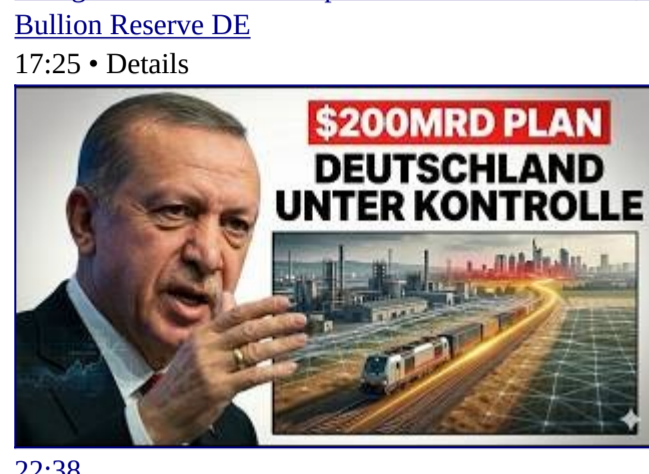 Bullion Reserve DE
17:25 • Details
$200MRD PLAN
DEUTSCHLAND
UNTER KONTROLLE
22:38